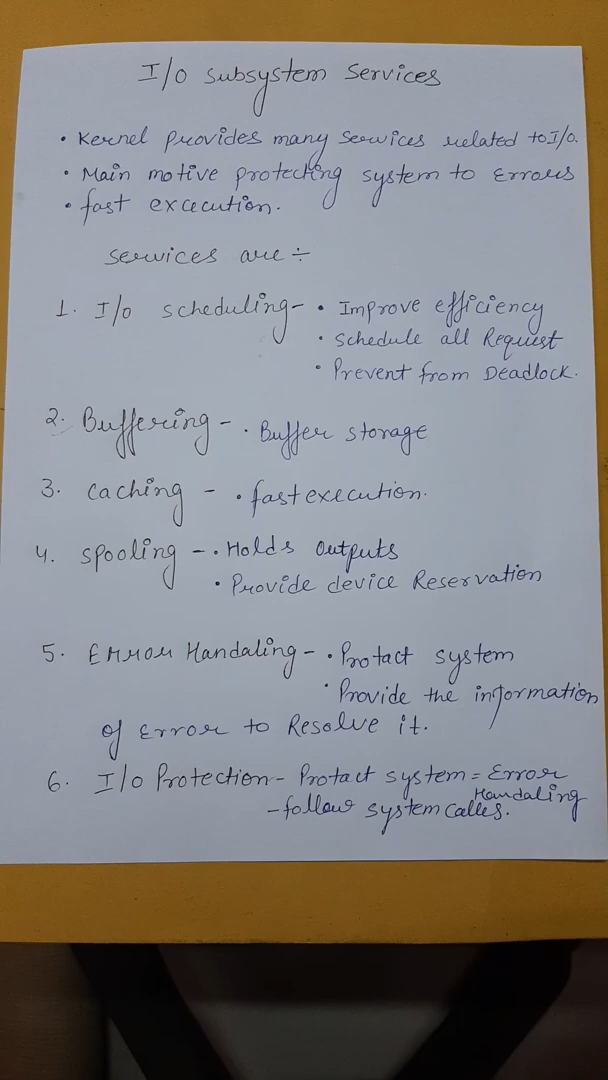 I/O Subsystem Services
• Kernel provides many services related to I/O.
• Main motive protecting system to Errors
• fast excecution.
services are ÷
1. I/O scheduling - • Improve efficiency
• Schedule all Request
• Prevent from Deadlock.
2. Buffering - • Buffer storage
3. caching - • fast execution.
4. spooling - • Holds Outputs
• Provide device Reservation
5. Error Handaling - • Protact system
• Provide the information
of Error to Resolve it.
6. I/O Protection - Protact system = Error
Handaling
- follow system calles.